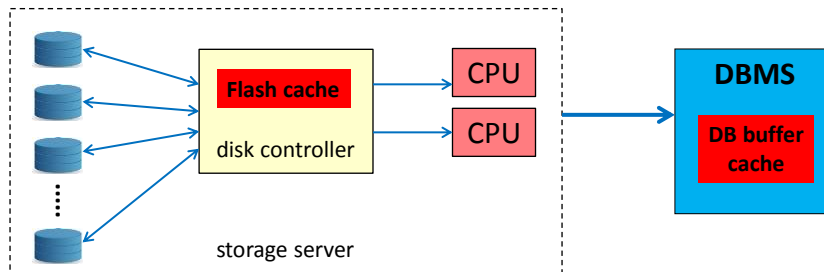 Flash cache
disk controller
CPU
CPU
storage server
DBMS
DB buffer
cache